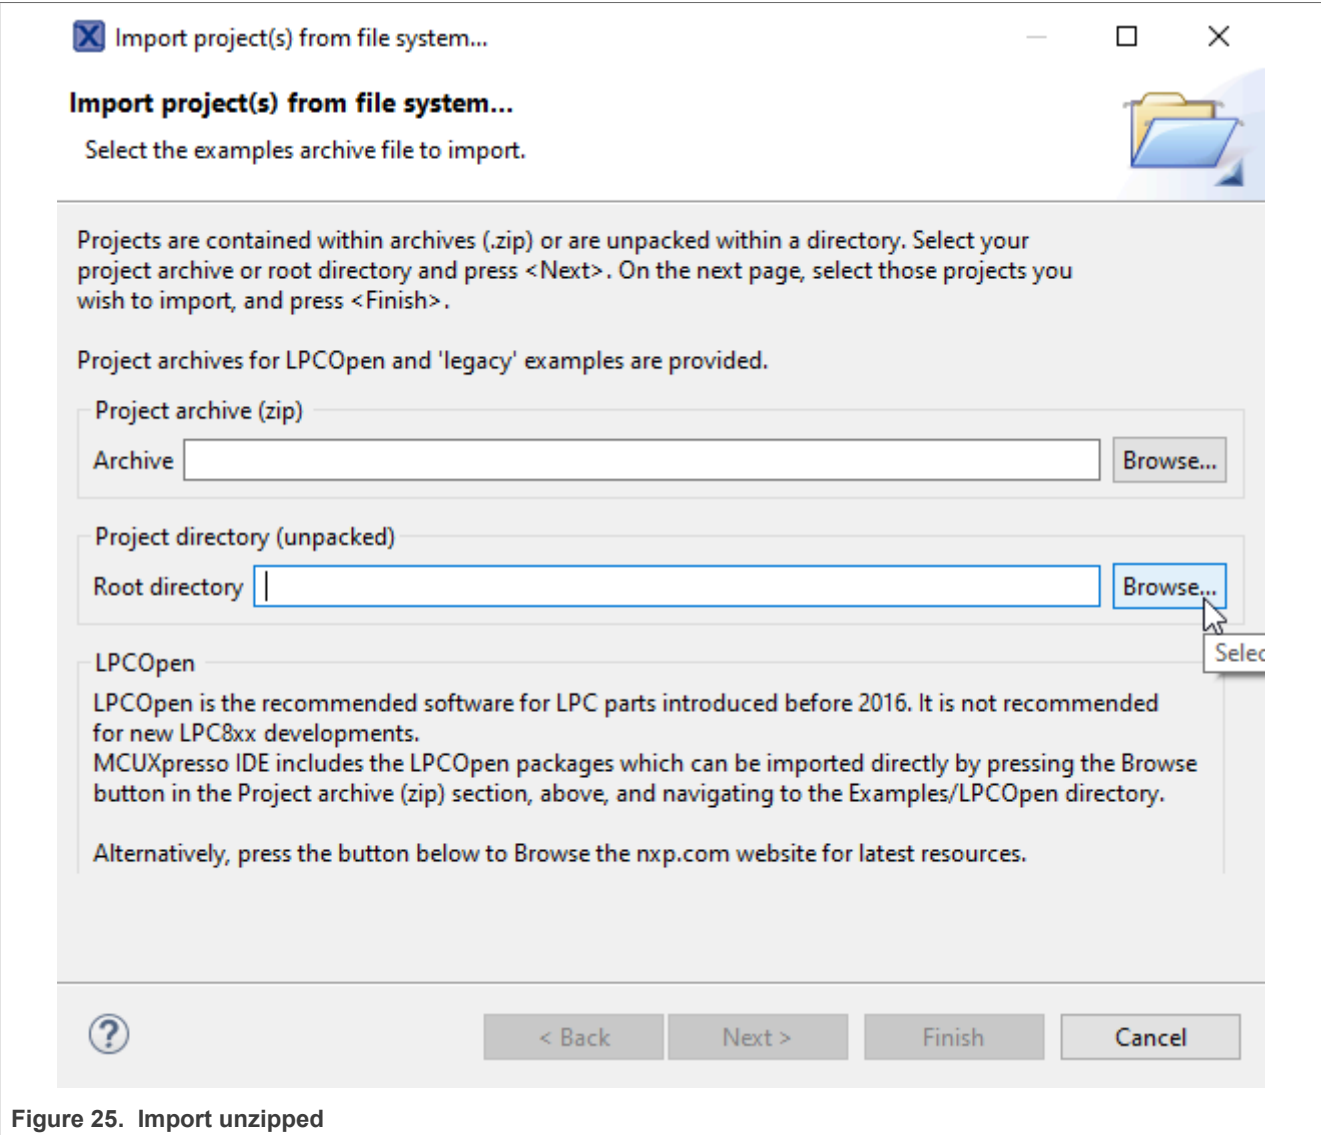 Import project(s) from file system...
Import project(s) from file system...
Select the examples archive file to import.
Projects are contained within archives (.zip) or are unpacked within a directory. Select your
project archive or root directory and press <Next>. On the next page, select those projects you
wish to import, and press <Finish>.
Project archives for LPCOpen and 'legacy' examples are provided.
Project archive (zip)
Archive
Browse...
Project directory (unpacked)
Root directory
Browse...
Selec
LPCOpen
LPCOpen is the recommended software for LPC parts introduced before 2016. It is not recommended
for new LPC8xx developments.
MCUXpresso IDE includes the LPCOpen packages which can be imported directly by pressing the Browse
button in the Project archive (zip) section, above, and navigating to the Examples/LPCOpen directory.
Alternatively, press the button below to Browse the nxp.com website for latest resources.
?
< Back
Next >
Finish
Cancel
Figure 25. Import unzipped